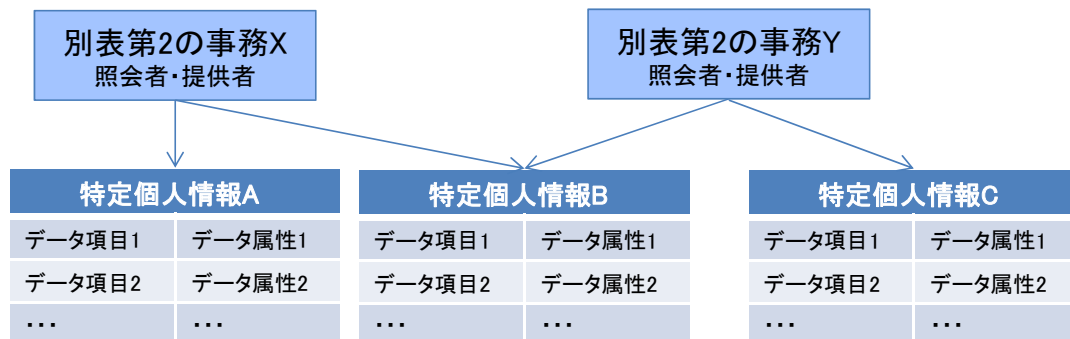 別表第2の事務X
照会者・提供者
別表第2の事務Y
照会者・提供者
特定個人情報A
データ項目1 データ属性1
データ項目2 データ属性2
・・・ ・・・
特定個人情報B
データ項目1 データ属性1
データ項目2 データ属性2
・・・ ・・・
特定個人情報C
データ項目1 データ属性1
データ項目2 データ属性2
・・・ ・・・